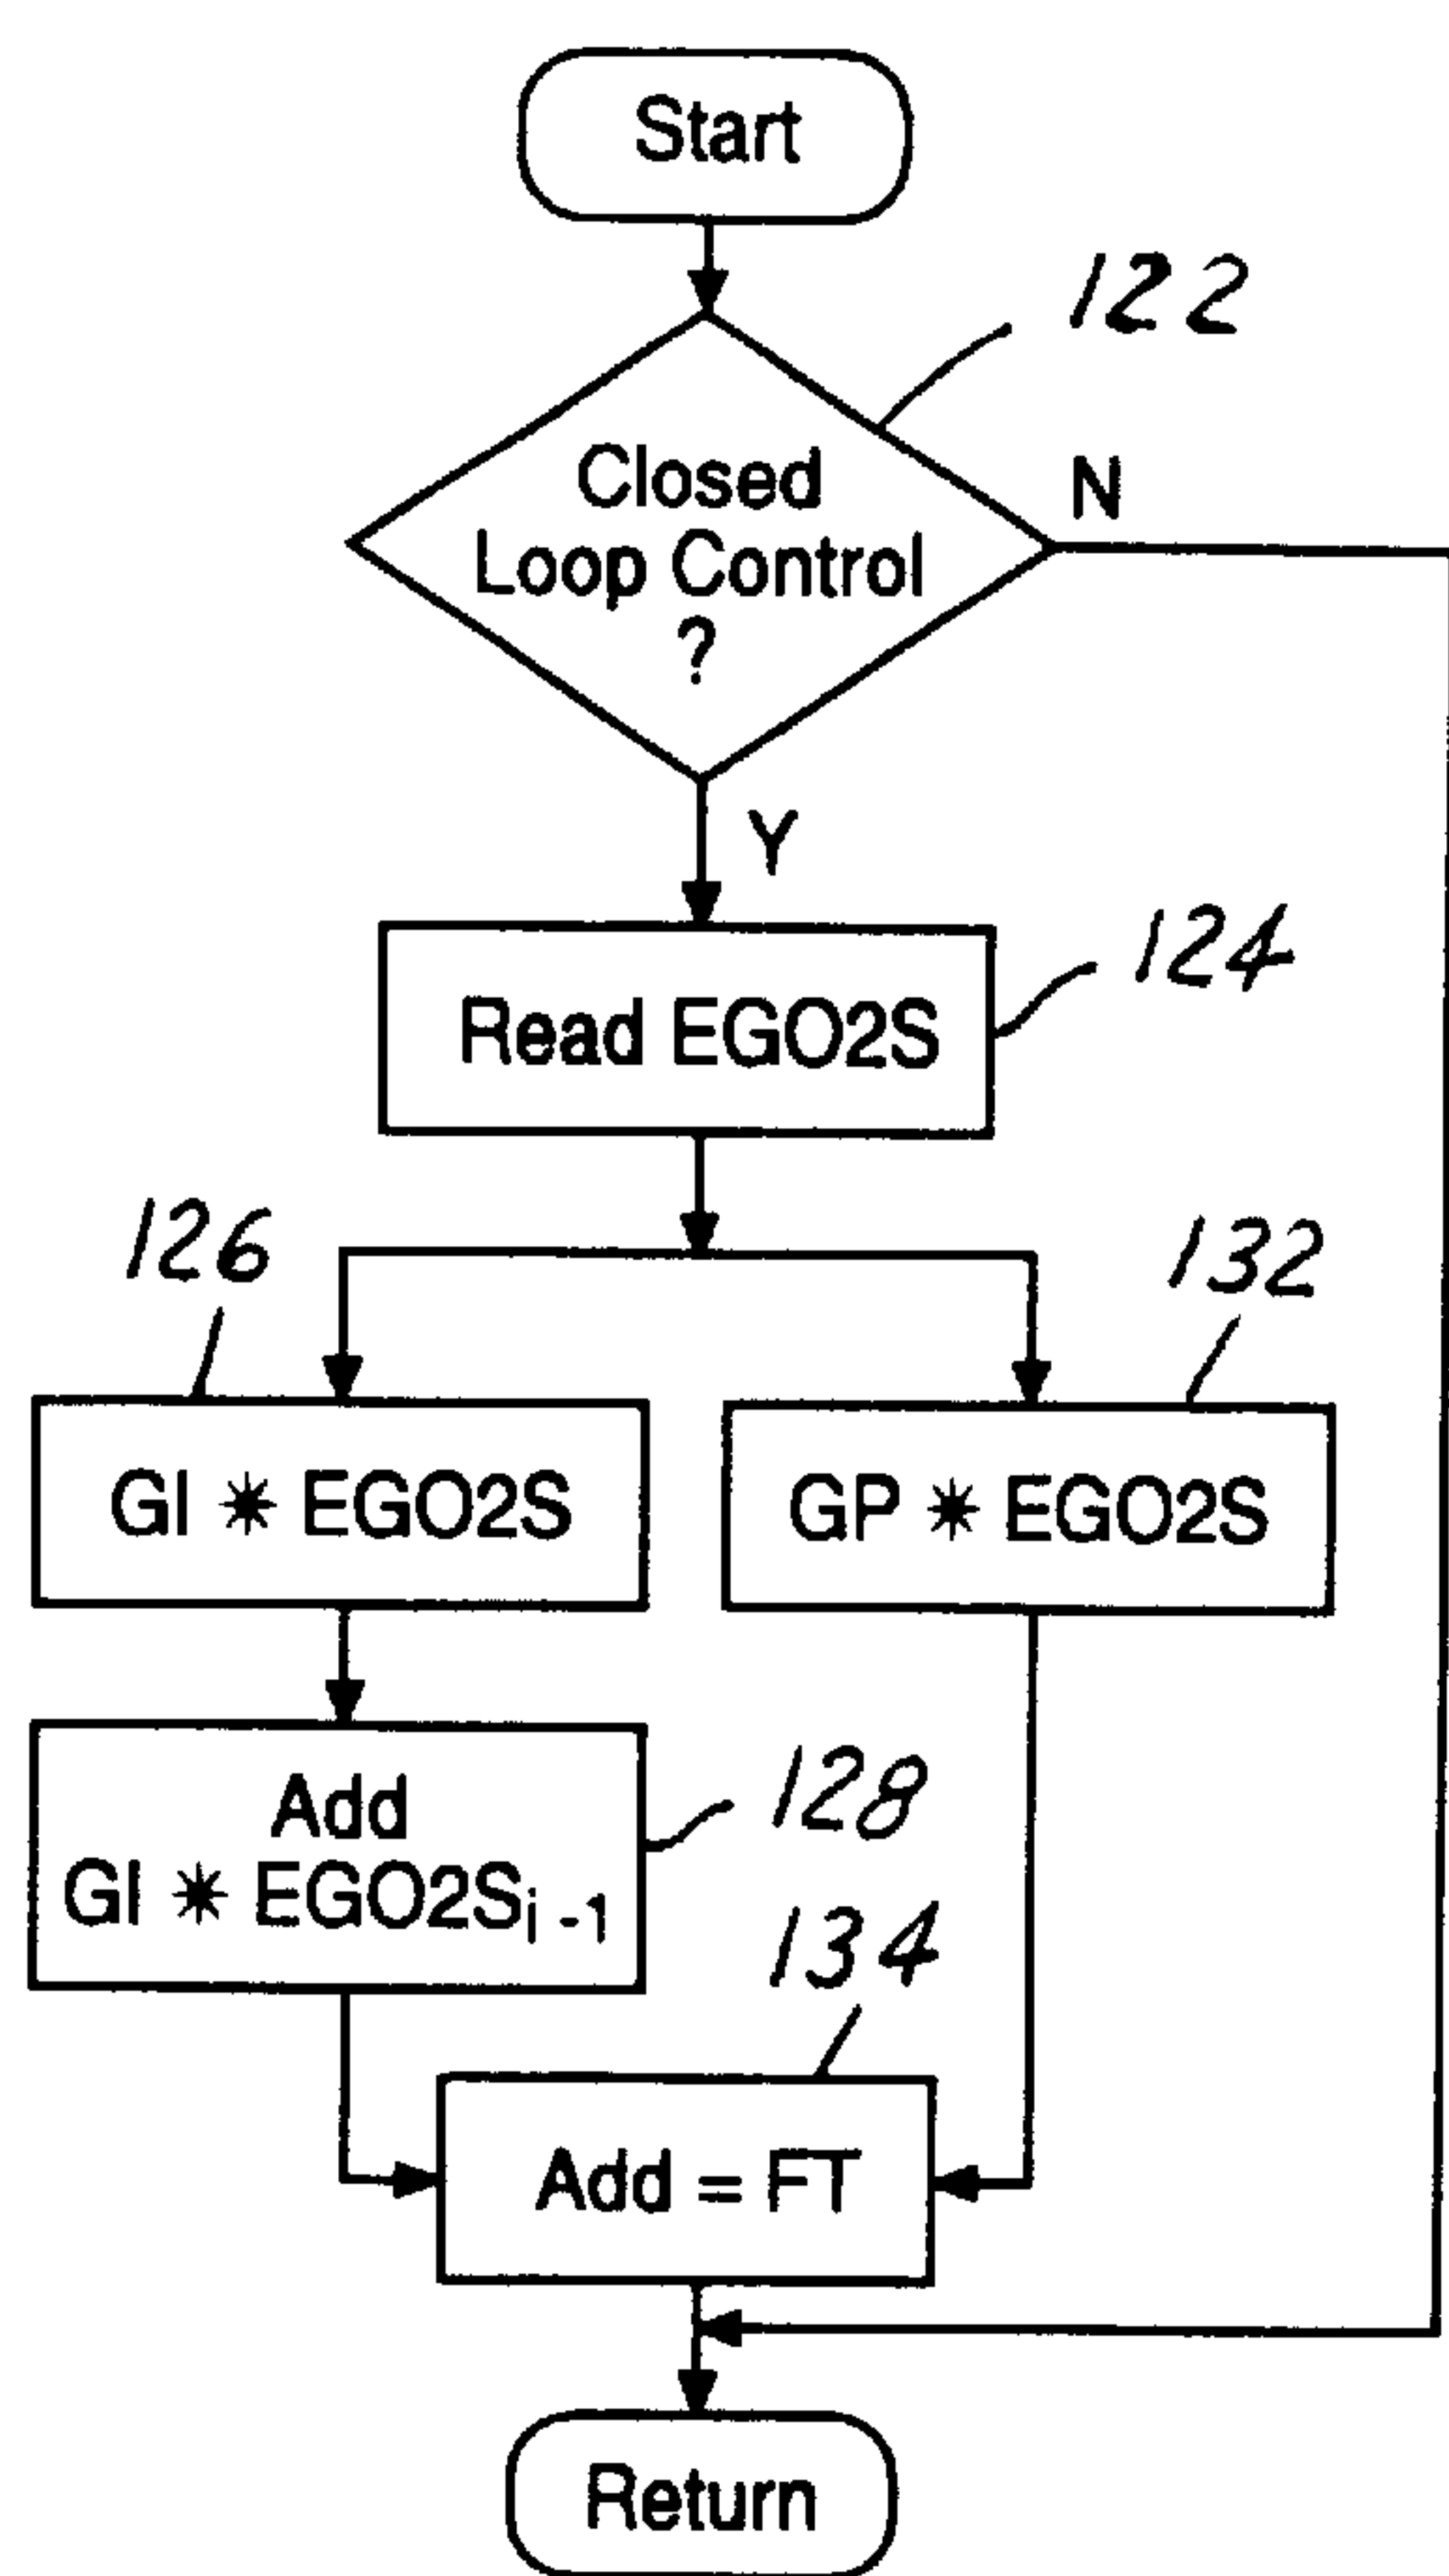 Start
122
Closed
Loop Control
?
N
Y
124
Read EGO2S
126
132
GI ✷ EGO2S
GP ✷ EGO2S
Add
GI ✷ EGO2Si -1
128
134
Add = FT
Return